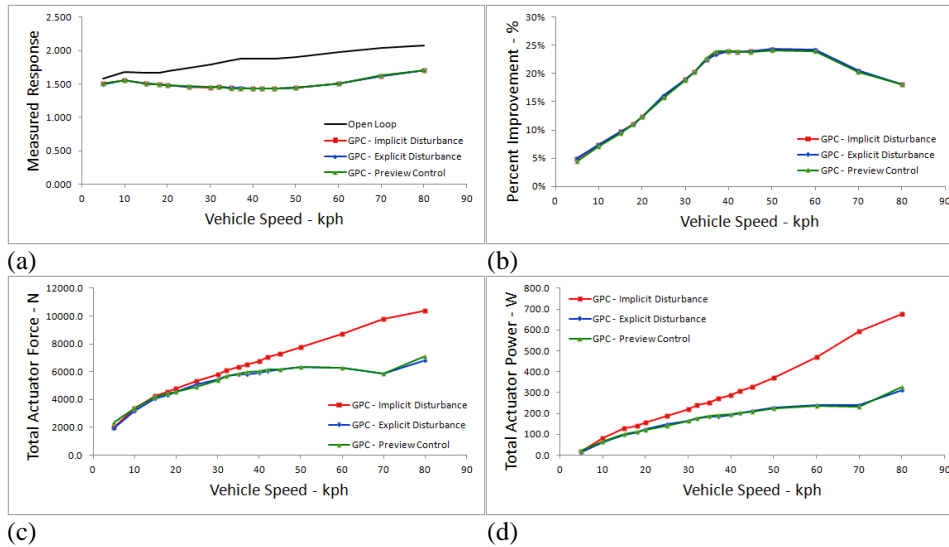 2.500
2.000
1.500
1.000
0.500
0.000
Measured Response
Open Loop
GPC - Implicit Disturbance
GPC - Explicit Disturbance
GPC - Preview Control
0 10 20 30 40 50 60 70 80 90
Vehicle Speed - kph
(a)
30%
25%
20%
15%
10%
5%
0%
Percent Improvement - %
GPC - Implicit Disturbance
GPC - Explicit Disturbance
GPC - Preview Control
0 10 20 30 40 50 60 70 80 90
Vehicle Speed - kph
(b)
12000.0
10000.0
8000.0
6000.0
4000.0
2000.0
0.0
Total Actuator Force - N
GPC - Implicit Disturbance
GPC - Explicit Disturbance
GPC - Preview Control
0 10 20 30 40 50 60 70 80 90
Vehicle Speed - kph
(c)
800.0
700.0
600.0
500.0
400.0
300.0
200.0
100.0
0.0
Total Actuator Power - W
GPC - Implicit Disturbance
GPC - Explicit Disturbance
GPC - Preview Control
0 10 20 30 40 50 60 70 80 90
Vehicle Speed - kph
(d)